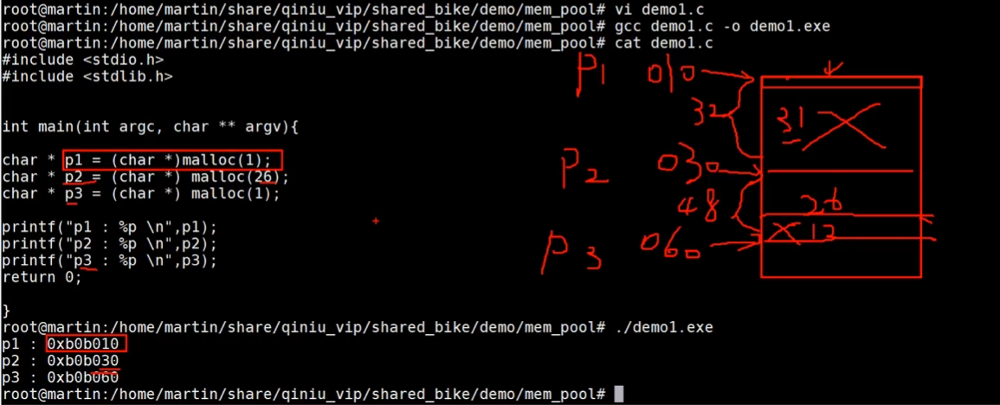 root@martin:/home/martin/share/qiniu_vip/shared_bike/demo/mem_pool# vi demo1.c
root@martin:/home/martin/share/qiniu_vip/shared_bike/demo/mem_pool# gcc demo1.c -o demo1.exe
root@martin:/home/martin/share/qiniu_vip/shared_bike/demo/mem_pool# cat demo1.c
#include <stdio.h>
#include <stdlib.h>
int main(int argc, char ** argv){
char * p1 = (char *)malloc(1);
char * p2 = (char *) malloc(26);
char * p3 = (char *) malloc(1);
printf("p1 : %p \n",p1);
printf("p2 : %p \n",p2);
printf("p3 : %p \n",p3);
return 0;
}
root@martin:/home/martin/share/qiniu_vip/shared_bike/demo/mem_pool# ./demo1.exe
p1 : 0xb0b010
p2 : 0xb0b030
p3 : 0xb0b060
root@martin:/home/martin/share/qiniu_vip/shared_bike/demo/mem_pool#
P1 010
32
31
P2 030
48
26
P3 060